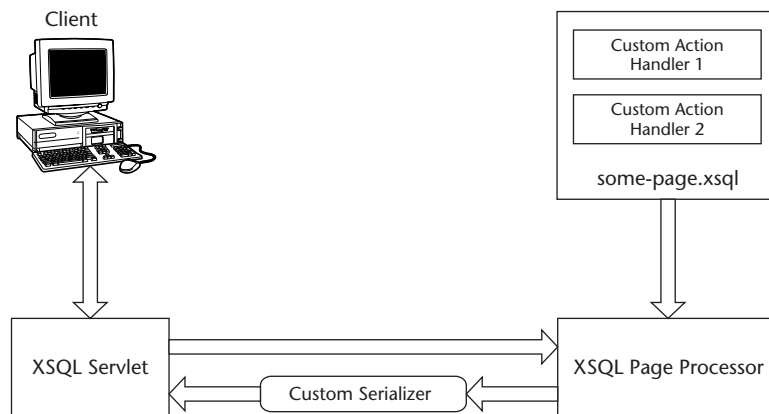 Client
Custom Action
Handler 1
Custom Action
Handler 2
some-page.xsql
XSQL Servlet
Custom Serializer
XSQL Page Processor